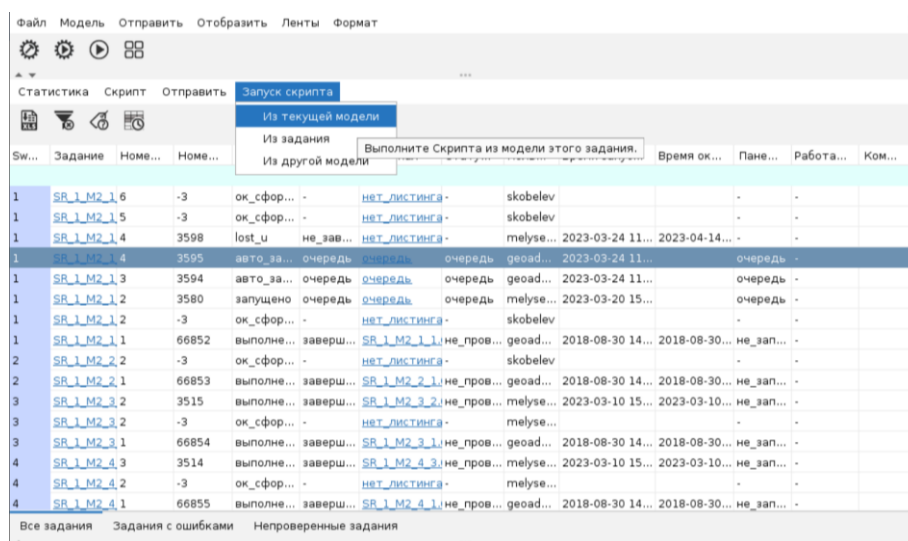 Файл Модель Отправить Отобразить Ленты Формат
Статистика Скрипт Отправить Запуск скрипта
Из текущей модели
Из задания
Из другой модели
Выполните Скрипта из модели этого задания.
XLS
Sw... Задание Номе... Номе... Время ок... Пане... Работа... Ком...
1 SR_1_M2_1 6 -3 ок_сфор... - нет_листинга - skobelev - -
1 SR_1_M2_1 5 -3 ок_сфор... - нет_листинга - skobelev - -
1 SR_1_M2_1 4 3598 lost_u не_зав... нет_листинга - melyse... 2023-03-24 11... 2023-04-14... - -
1 SR_1_M2_1 4 3595 авто_за... очередь очередь очередь geoad... 2023-03-24 11... очередь -
1 SR_1_M2_1 3 3594 авто_за... очередь очередь очередь geoad... 2023-03-24 11... очередь -
1 SR_1_M2_1 2 3580 запущено очередь очередь очередь melyse... 2023-03-20 15... очередь -
1 SR_1_M2_1 2 -3 ок_сфор... - нет_листинга - skobelev - -
1 SR_1_M2_1 1 66852 выполне... заверш... SR_1_M2_1_1. не_пров... geoad... 2018-08-30 14... 2018-08-30... не_зап... -
2 SR_1_M2_2 2 -3 ок_сфор... - нет_листинга - skobelev - -
2 SR_1_M2_2 1 66853 выполне... заверш... SR_1_M2_2_1. не_пров... geoad... 2018-08-30 14... 2018-08-30... не_зап... -
3 SR_1_M2_3 2 3515 выполне... заверш... SR_1_M2_3_2. не_пров... melyse... 2023-03-10 15... 2023-03-10... не_зап... -
3 SR_1_M2_3 2 -3 ок_сфор... - нет_листинга - melyse... - -
3 SR_1_M2_3 1 66854 выполне... заверш... SR_1_M2_3_1. не_пров... geoad... 2018-08-30 14... 2018-08-30... не_зап... -
4 SR_1_M2_4 3 3514 выполне... заверш... SR_1_M2_4_3. не_пров... melyse... 2023-03-10 15... 2023-03-10... не_зап... -
4 SR_1_M2_4 2 -3 ок_сфор... - нет_листинга - melyse... - -
4 SR_1_M2_4 1 66855 выполне... заверш... SR_1_M2_4_1. не_пров... geoad... 2018-08-30 14... 2018-08-30... не_зап... -
Все задания Задания с ошибками Непроверенные задания